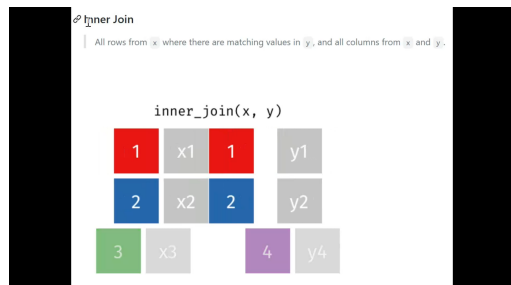 Inner Join
All rows from x where there are matching values in y, and all columns from x and y.
inner_join(x, y)
1 x1 1 y1
2 x2 2 y2
3 x3 4 y4